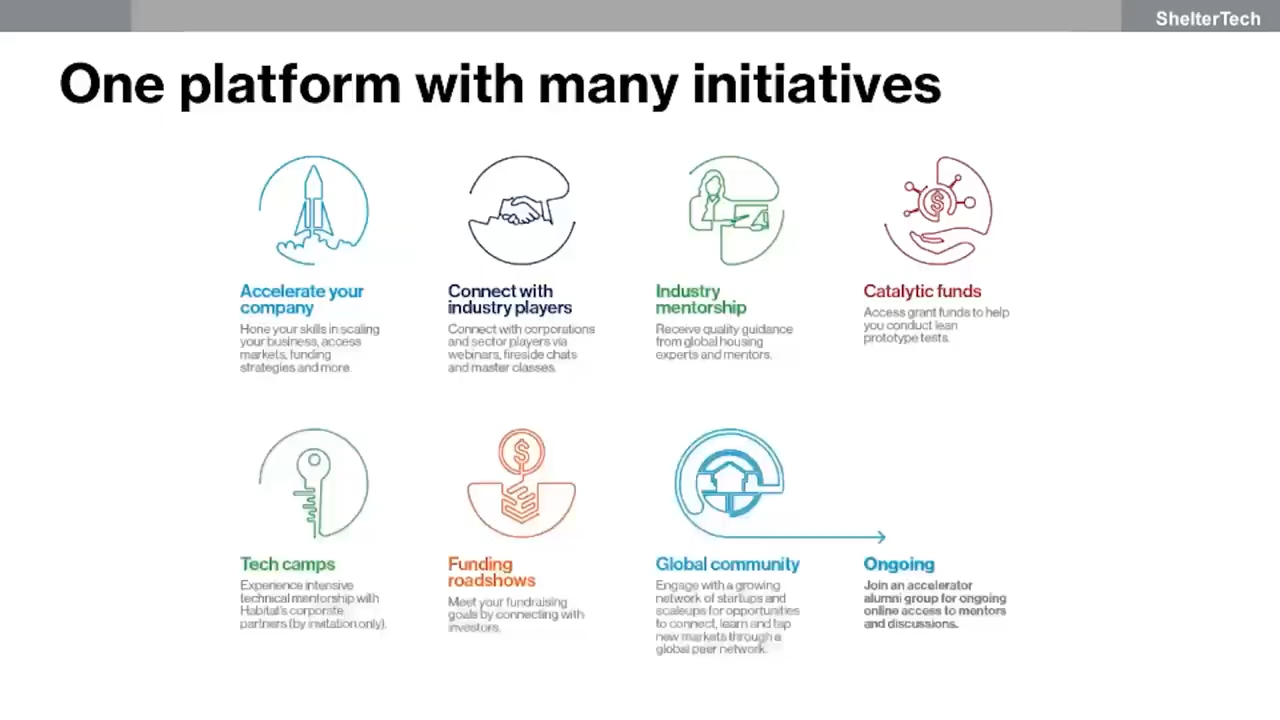 ShelterTech
One platform with many initiatives
Accelerate your
company
Hone your skills in scaling
your business, access
markets, funding
strategies and more.
Connect with
industry players
Connect with corporations
and sector players via
webinars, fireside chats
and master classes.
Industry
mentorship
Receive quality guidance
from global housing
experts and mentors.
Catalytic funds
Access grant funds to help
you conduct lean
prototype tests.
Tech camps
Experience intensive
technical mentorship with
Habitat's corporate
partners (by invitation only).
Funding
roadshows
Meet your fundraising
goals by connecting with
investors.
Global community
Engage with a growing
network of startups and
scaleups for opportunities
to connect, learn and tap
new markets through a
global peer network.
Ongoing
Join an accelerator
alumni group for ongoing
online access to mentors
and discussions.